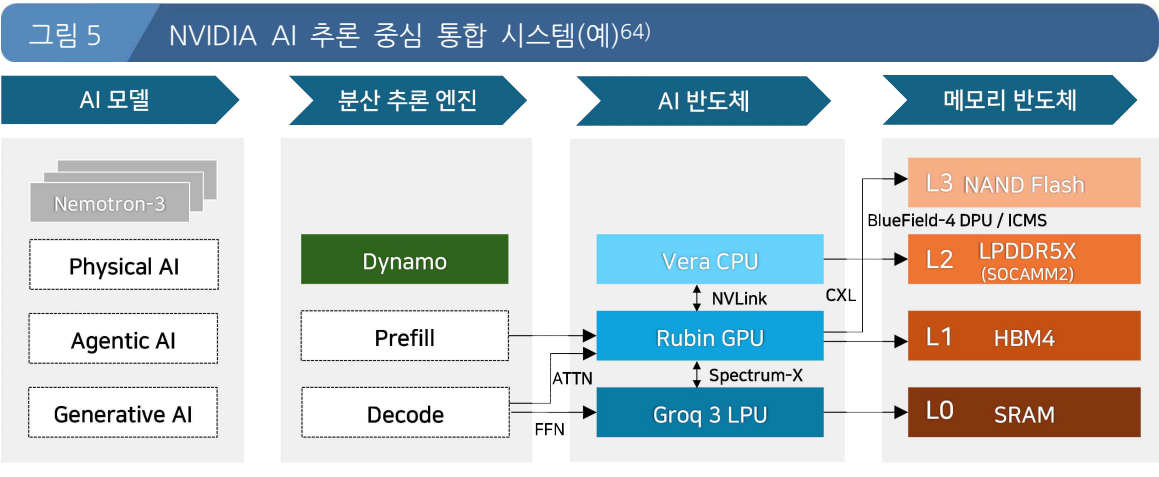 그림 5 NVIDIA AI 추론 중심 통합 시스템(예)64)
AI 모델
분산 추론 엔진
AI 반도체
메모리 반도체
Nemotron-3
Physical AI
Agentic AI
Generative AI
Dynamo
Prefill
Decode
ATTN
FFN
Vera CPU
NVLink
Rubin GPU
Spectrum-X
Groq 3 LPU
CXL
L3 NAND Flash
BlueField-4 DPU / ICMS
L2 LPDDR5X
(SOCAMM2)
L1 HBM4
L0 SRAM